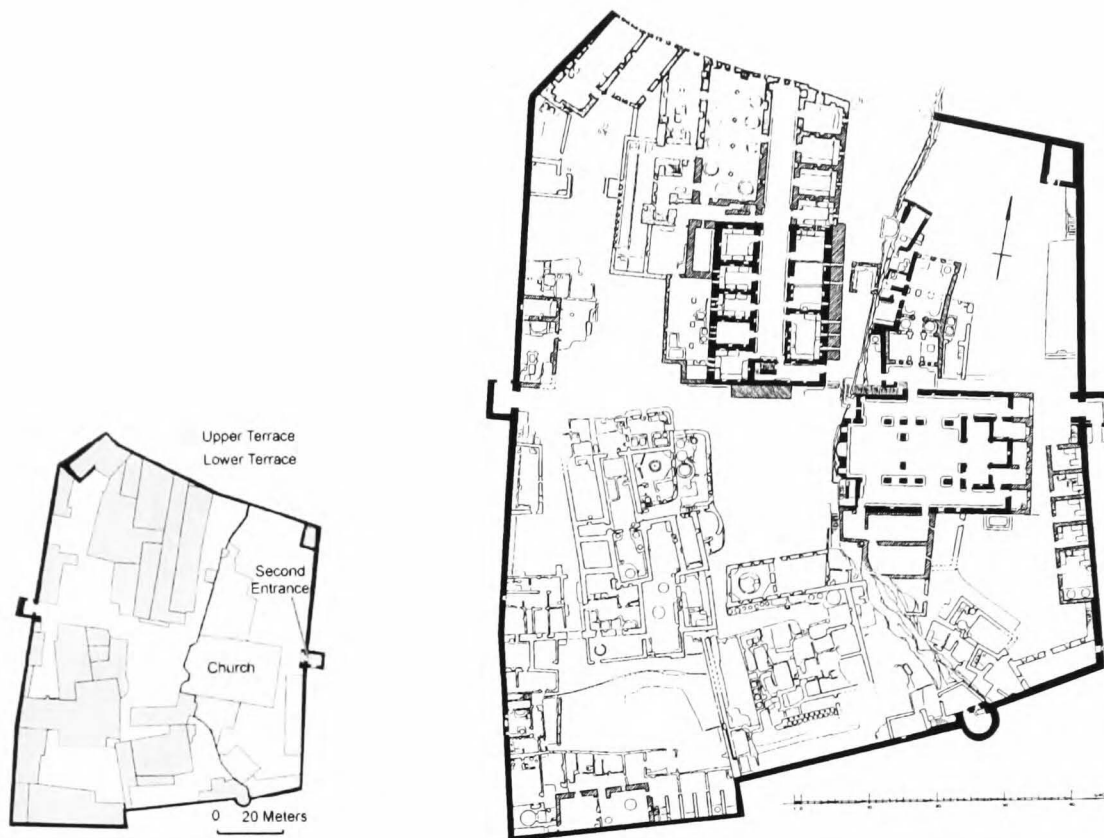 Upper Terrace
Lower Terrace
Second
Entrance
Church
0 20 Meters